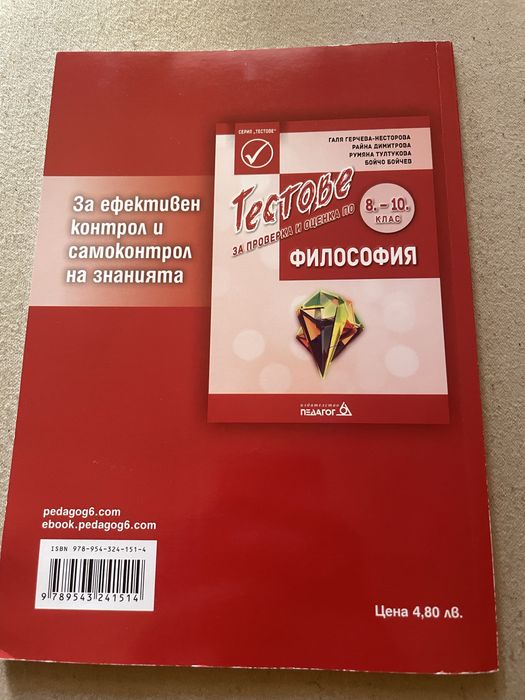 СЕРИЯ „ТЕСТОВЕ“
ГАЛЯ ГЕРЧЕВА-НЕСТОРОВА
РАЙНА ДИМИТРОВА
РУМЯНА ТУЛТУКОВА
БОЙЧО БОЙЧЕВ
Тестове
ЗА ПРОВЕРКА И ОЦЕНКА ПО
8. – 10.
КЛАС
ФИЛОСОФИЯ
издателство
ПЕДАГОГ 6
За ефективен
контрол и
самоконтрол
на знанията
pedagog6.com
ebook.pedagog6.com
ISBN 978-954-324-151-4
9 789543 241514
Цена 4,80 лв.